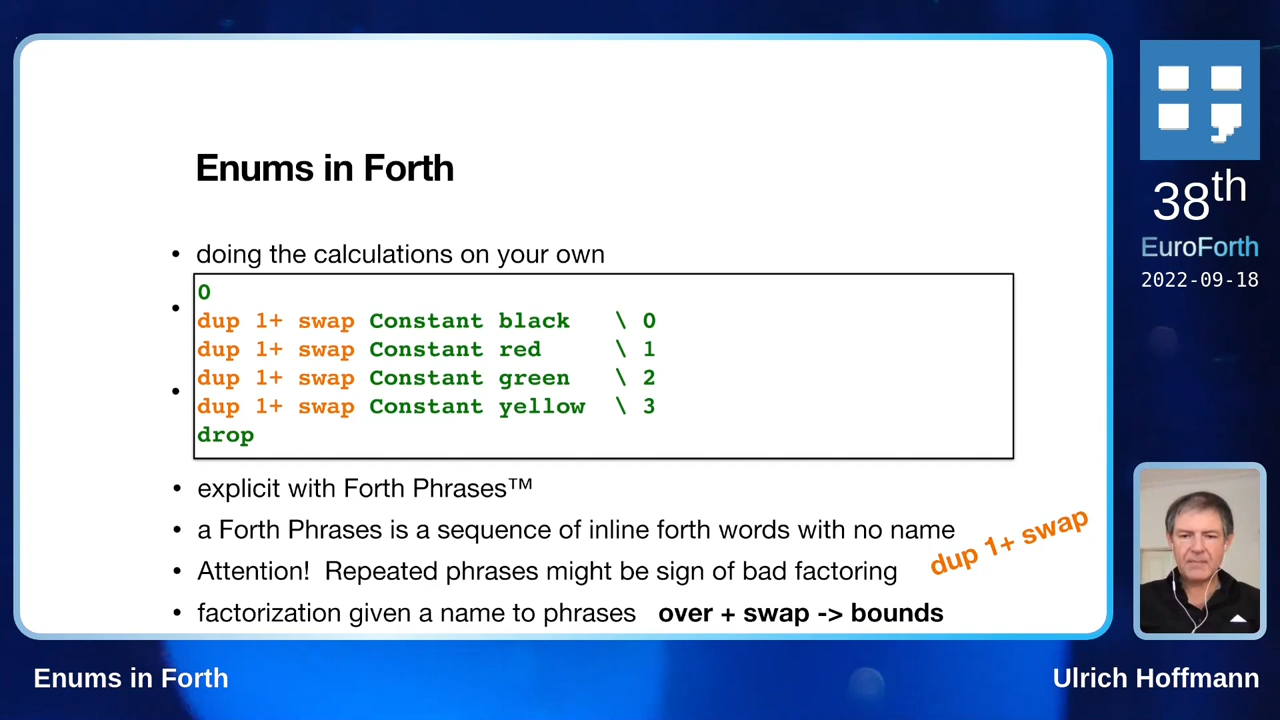 Enums in Forth
• doing the calculations on your own
0
dup 1+ swap Constant black \ 0
dup 1+ swap Constant red \ 1
dup 1+ swap Constant green \ 2
dup 1+ swap Constant yellow \ 3
drop
• explicit with Forth Phrases™
• a Forth Phrases is a sequence of inline forth words with no name
dup 1+ swap
• Attention! Repeated phrases might be sign of bad factoring
• factorization given a name to phrases over + swap -> bounds
38th
EuroForth
2022-09-18
Enums in Forth
Ulrich Hoffmann